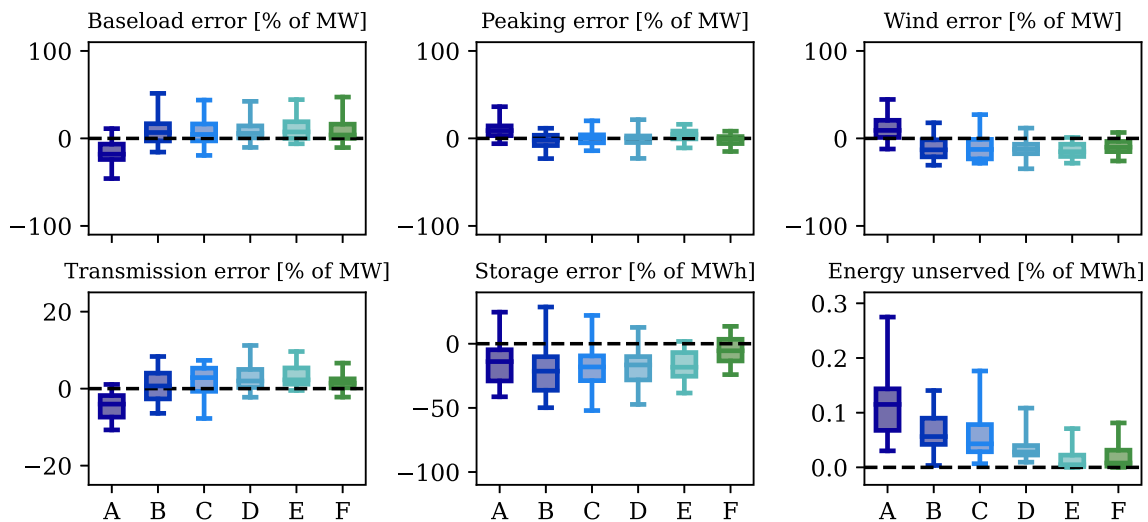 Baseload error [% of MW]
Peaking error [% of MW]
Wind error [% of MW]
100
0
−100
100
0
−100
100
0
−100
Transmission error [% of MW]
Storage error [% of MWh]
Energy unserved [% of MWh]
20
0
−20
0
−50
−100
0.3
0.2
0.1
0.0
A B C D E F
A B C D E F
A B C D E F